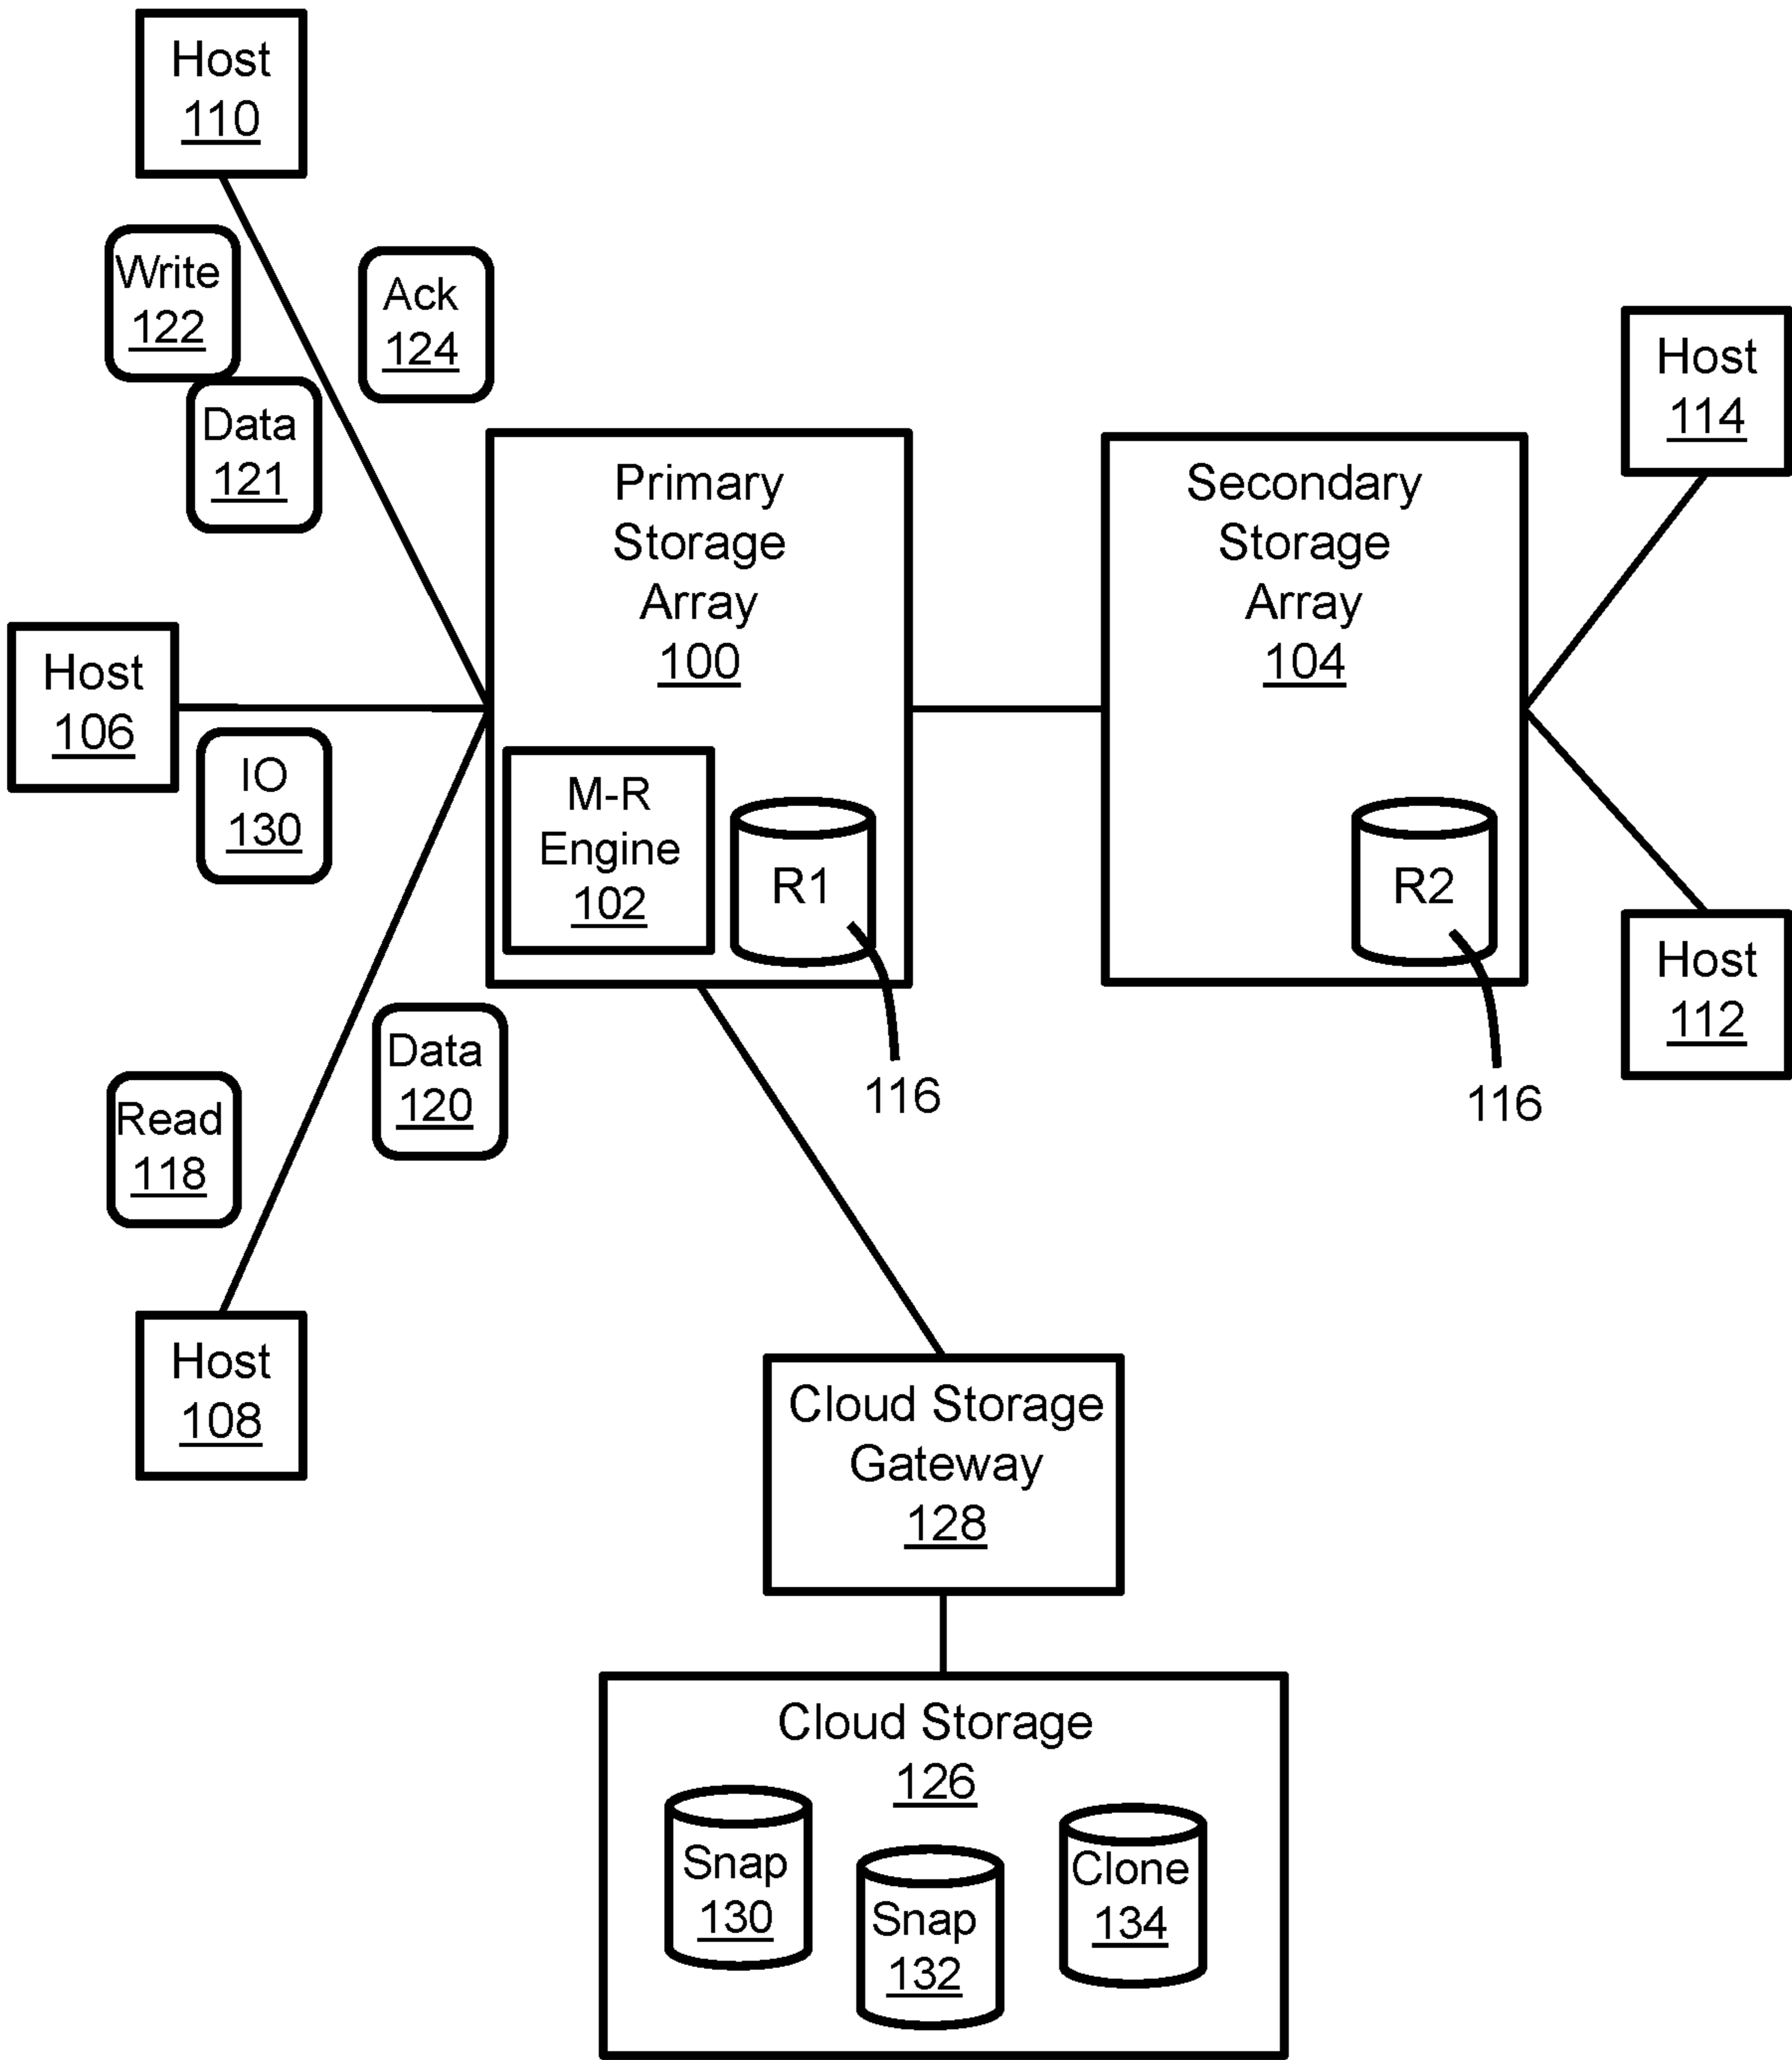 Host
110
Write
122
Ack
124
Data
121
Primary
Storage
Array
100
Secondary
Storage
Array
104
Host
114
Host
106
IO
130
M-R
Engine
102
R1
R2
116
116
Host
112
Data
120
Read
118
Host
108
Cloud Storage
Gateway
128
Cloud Storage
126
Snap
130
Snap
132
Clone
134